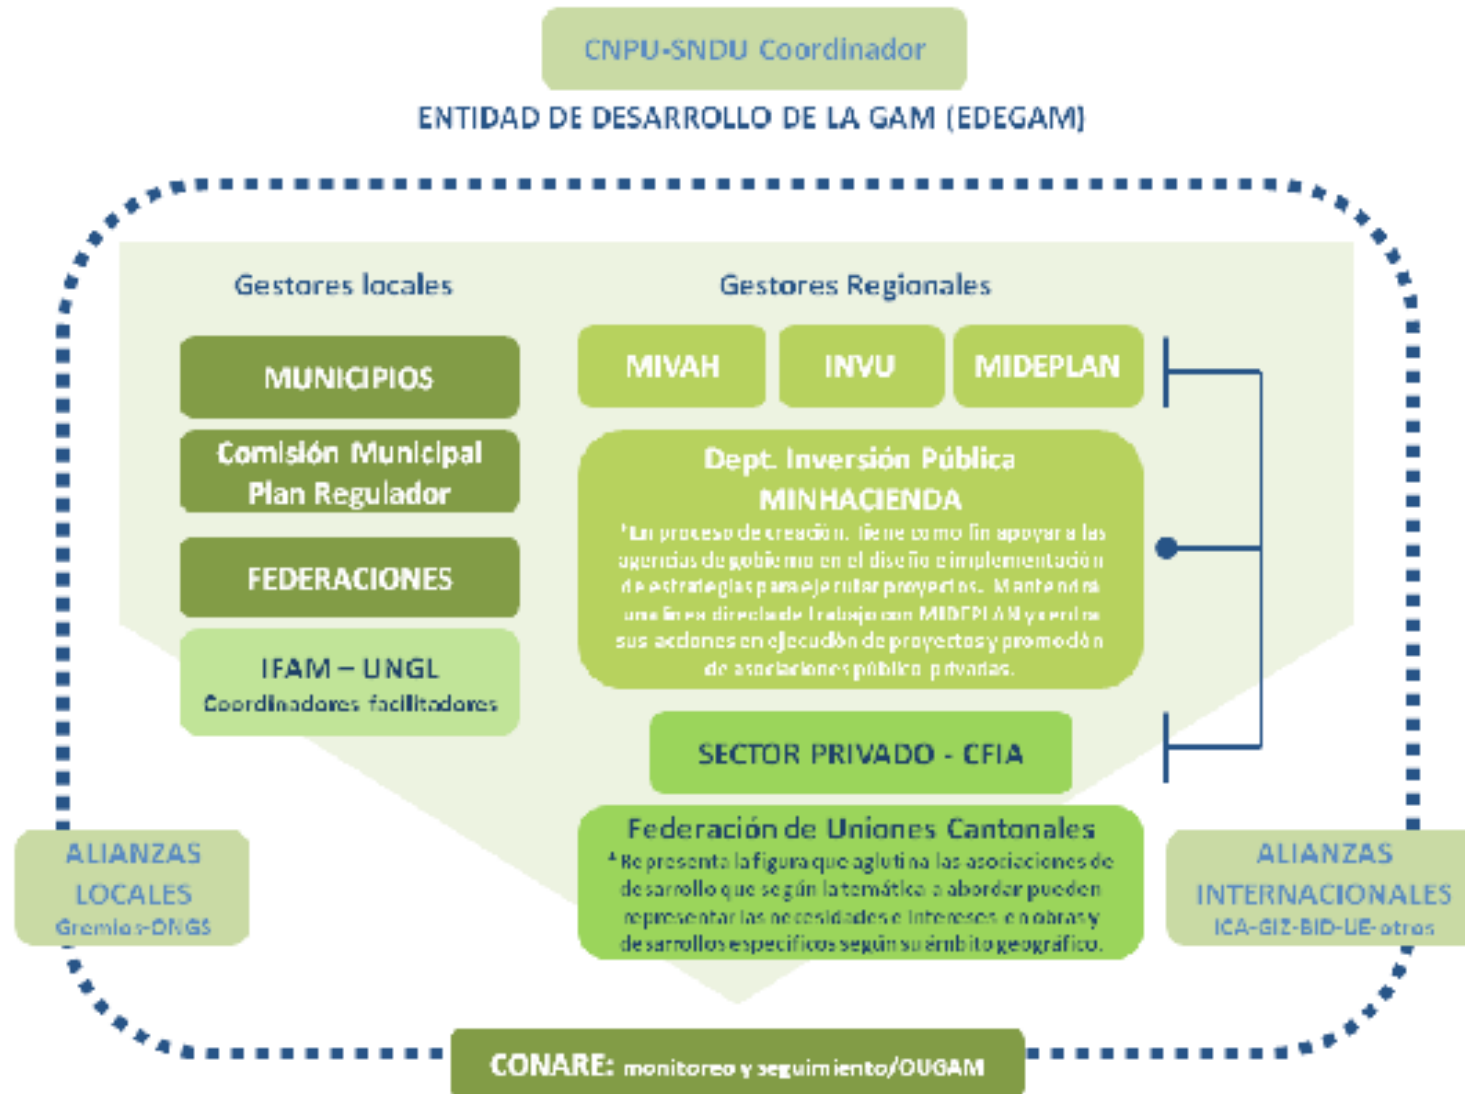 CNPU-SNDU Coordinador
ENTIDAD DE DESARROLLO DE LA GAM (EDEGAM)
Gestores locales
MUNICIPIOS
Comisión Municipal
Plan Regulador
FEDERACIONES
IFAM – UNGL
Coordinadores facilitadores
Gestores Regionales
MIVAH
INVU
MIDEPLAN
Dept. Inversión Pública
MINHACIENDA
*En proceso de creación. Tiene como fin apoyar a las
agencias de gobierno en el diseño e implementación
de estrategias para ejecutar proyectos. Mantendrá
una línea directa de trabajo con MIDEPLAN y centra
sus acciones en ejecución de proyectos y promoción
de asociaciones público privadas.
SECTOR PRIVADO - CFIA
Federación de Uniones Cantonales
* Representa la figura que aglutina las asociaciones de
desarrollo que según la temática a abordar pueden
representar las necesidades e intereses en obras y
desarrollos específicos según su ámbito geográfico.
ALIANZAS
LOCALES
Gremios-ONGS
ALIANZAS
INTERNACIONALES
ICA-GIZ-BID-UE-otros
CONARE: monitoreo y seguimiento/OUGAM